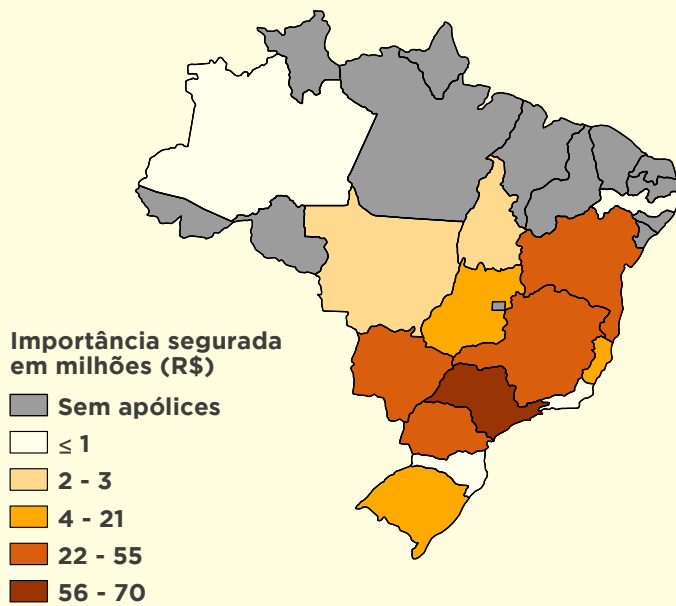 Importância segurada
em milhões (R$)
Sem apólices
≤ 1
2 - 3
4 - 21
22 - 55
56 - 70